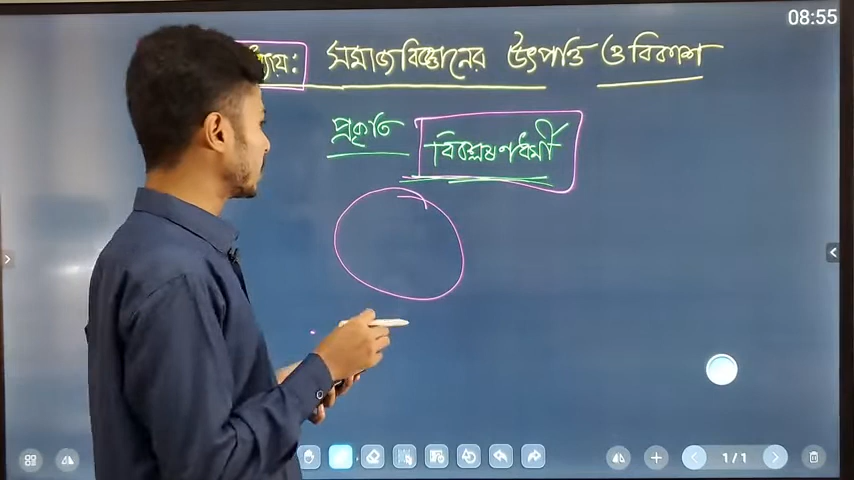 08:55
সমাজবিজ্ঞানের উৎপত্তি ও বিকাশ
প্রকৃতি
বিশ্লেষণধর্মী
1/1